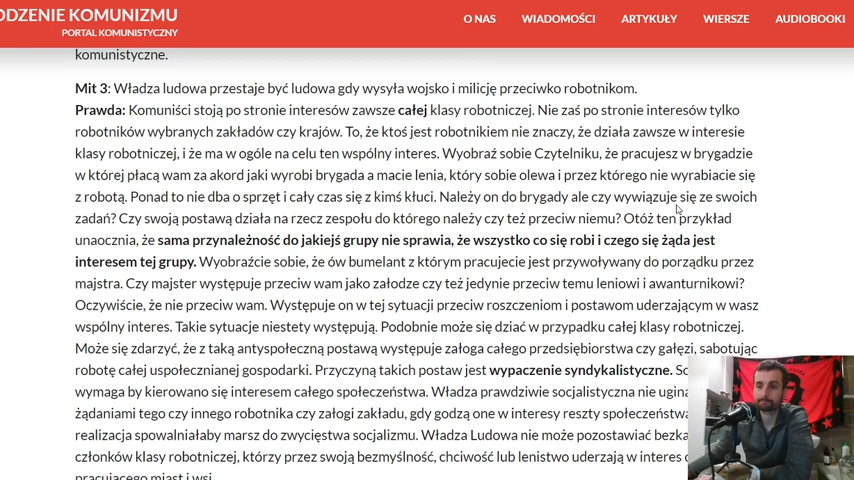 ODZENIE KOMUNIZMU
PORTAL KOMUNISTYCZNY
O NAS WIADOMOŚCI ARTYKUŁY WIERSZE AUDIOBOOKI
komunistyczne.
Mit 3: Władza ludowa przestaje być ludowa gdy wysyła wojsko i milicję przeciwko robotnikom.
Prawda: Komuniści stoją po stronie interesów zawsze całej klasy robotniczej. Nie zaś po stronie interesów tylko
robotników wybranych zakładów czy krajów. To, że ktoś jest robotnikiem nie znaczy, że działa zawsze w interesie
klasy robotniczej, i że ma w ogóle na celu ten wspólny interes. Wyobraź sobie Czytelniku, że pracujesz w brygadzie
w której płacą wam za akord jaki wyrobi brygada a macie lenia, który sobie olewa i przez którego nie wyrabiacie się
z robotą. Ponad to nie dba o sprzęt i cały czas się z kimś kłuci. Należy on do brygady ale czy wywiązuje się ze swoich
zadań? Czy swoją postawą działa na rzecz zespołu do którego należy czy też przeciw niemu? Otóż ten przykład
unaocznia, że sama przynależność do jakiejś grupy nie sprawia, że wszystko co się robi i czego się żąda jest
interesem tej grupy. Wyobraźcie sobie, że ów bumelant z którym pracujecie jest przywoływany do porządku przez
majstra. Czy majster występuje przeciw wam jako załodze czy też jedynie przeciw temu leniowi i awanturnikowi?
Oczywiście, że nie przeciw wam. Występuje on w tej sytuacji przeciw roszczeniom i postawom uderzającym w wasz
wspólny interes. Takie sytuacje niestety występują. Podobnie może się dziać w przypadku całej klasy robotniczej.
Może się zdarzyć, że z taką antyspołeczną postawą występuje załoga całego przedsiębiorstwa czy gałęzi, sabotując
robotę całej uspołecznianej gospodarki. Przyczyną takich postaw jest wypaczenie syndykalistyczne.
wymaga by kierowano się interesem całego społeczeństwa. Władza prawdziwie socjalistyczna nie ugina
żądaniami tego czy innego robotnika czy załogi zakładu, gdy godzą one w interesy reszty społeczeństwa
realizacja spowalniałaby marsz do zwycięstwa socjalizmu. Władza Ludowa nie może pozostawiać
członków klasy robotniczej, którzy przez swoją bezmyślność, chciwość lub lenistwo uderzają w interes
pracującego miast i wsi.